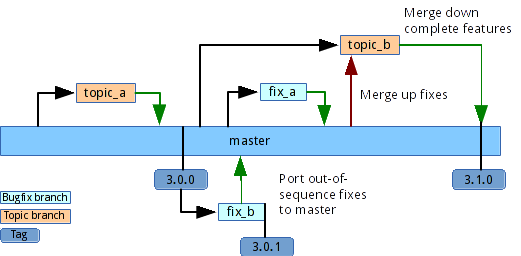 Merge down
complete features
topic_b
topic_a
fix_a
Merge up fixes
master
3.0.0
Port out-of-
sequence fixes
to master
3.1.0
Bugfix branch
fix_b
Topic branch
Tag
3.0.1